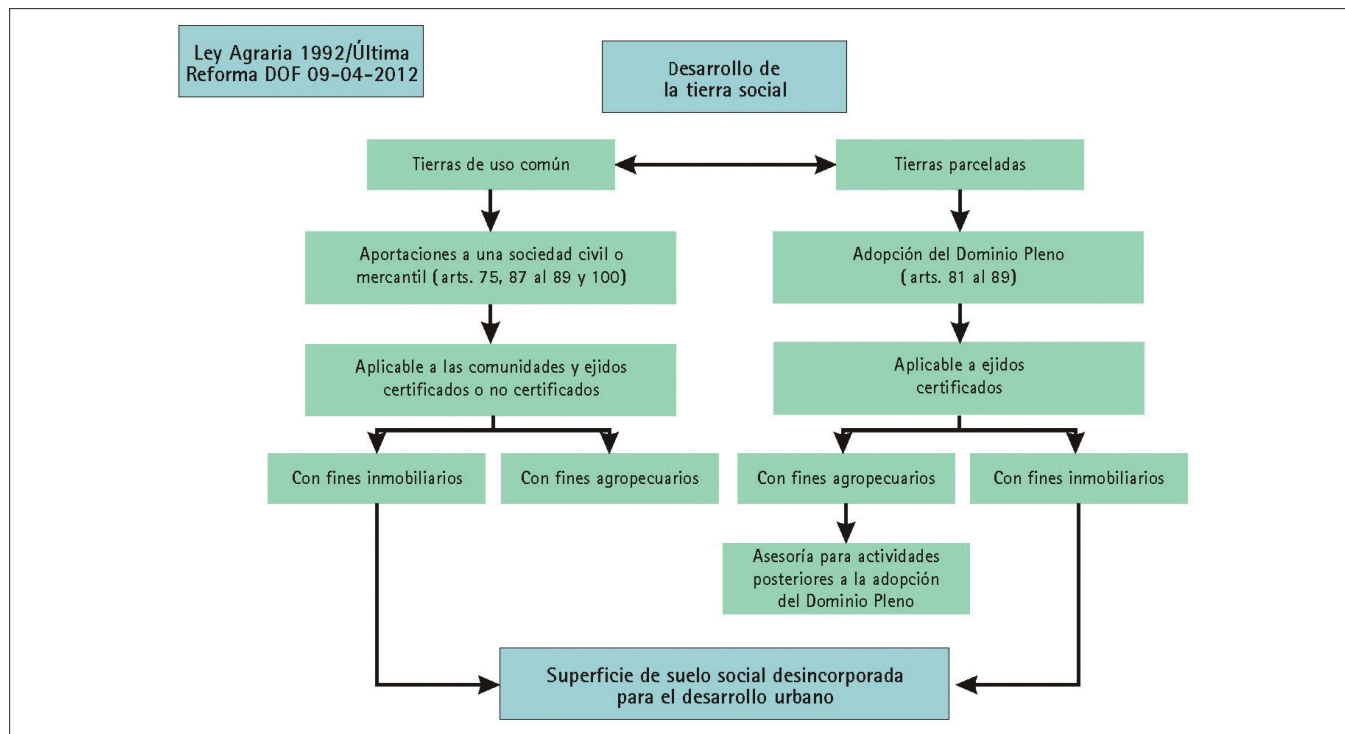 Ley Agraria 1992/Última
Reforma DOF 09-04-2012
Desarrollo de
la tierra social
Tierras de uso común
Tierras parceladas
Aportaciones a una sociedad civil o
mercantil (arts. 75, 87 al 89 y 100)
Adopción del Dominio Pleno
(arts. 81 al 89)
Aplicable a las comunidades y ejidos
certificados o no certificados
Aplicable a ejidos
certificados
Con fines inmobiliarios
Con fines agropecuarios
Con fines agropecuarios
Con fines inmobiliarios
Asesoría para actividades
posteriores a la adopción
del Dominio Pleno
Superficie de suelo social desincorporada
para el desarrollo urbano